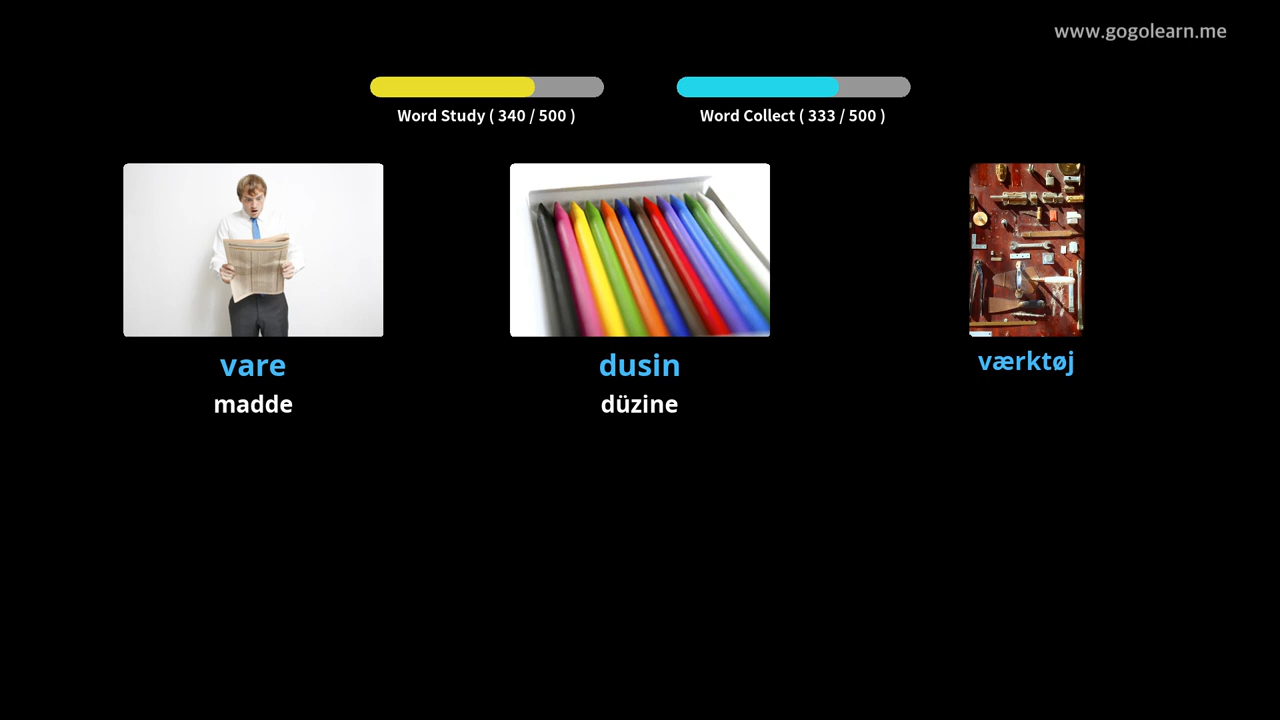 www.gogolearn.me
Word Study ( 340 / 500 )
Word Collect ( 333 / 500 )
vare
madde
dusin
düzine
værktøj